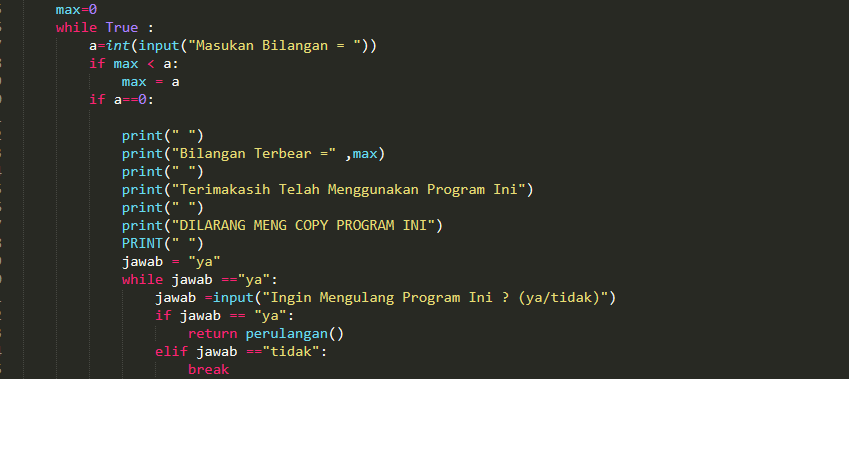 max=0
while True :
a=int(input("Masukan Bilangan = "))
if max < a:
max = a
if a==0:
print(" ")
print("Bilangan Terbear =" ,max)
print(" ")
print("Terimakasih Telah Menggunakan Program Ini")
print(" ")
print("DILARANG MENG COPY PROGRAM INI")
PRINT(" ")
jawab = "ya"
while jawab =="ya":
jawab =input("Ingin Mengulang Program Ini ? (ya/tidak)")
if jawab == "ya":
return perulangan()
elif jawab =="tidak":
break